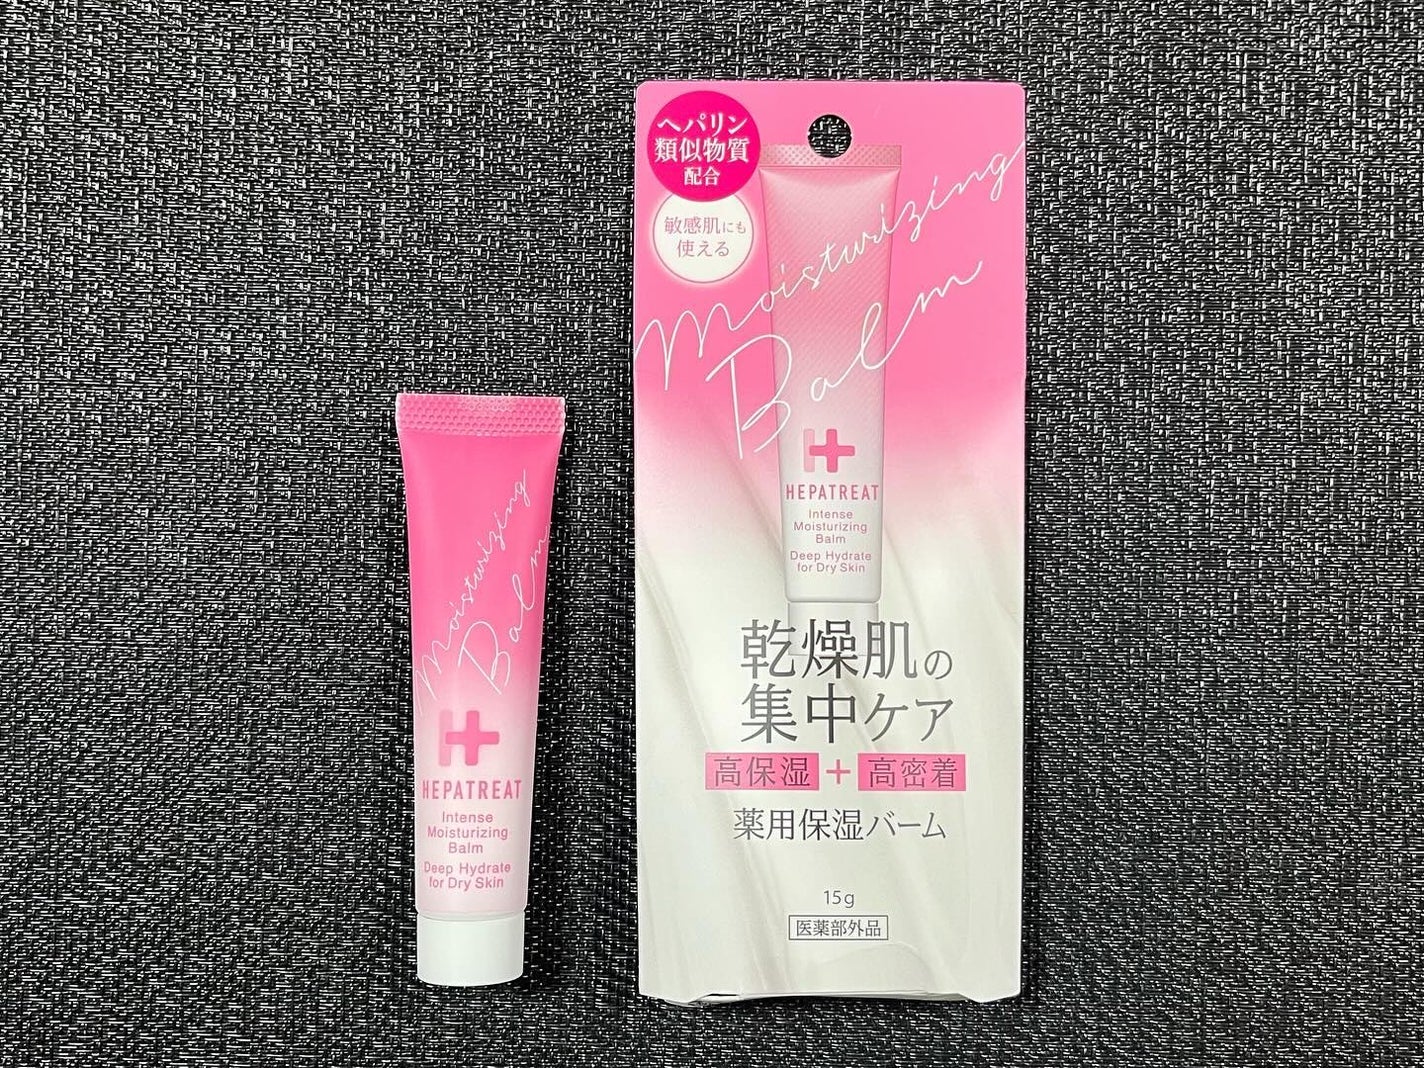 Moisturizing
Balm
HEPATREAT
Intense
Moisturizing
Balm
Deep Hydrate
for Dry Skin
ヘパリン
類似物質
配合
敏感肌にも
使える
Moisturizing
Balm
HEPATREAT
Intense
Moisturizing
Balm
Deep Hydrate
for Dry Skin
乾燥肌の
集中ケア
高保湿+高密着
薬用保湿バーム
15g
医薬部外品